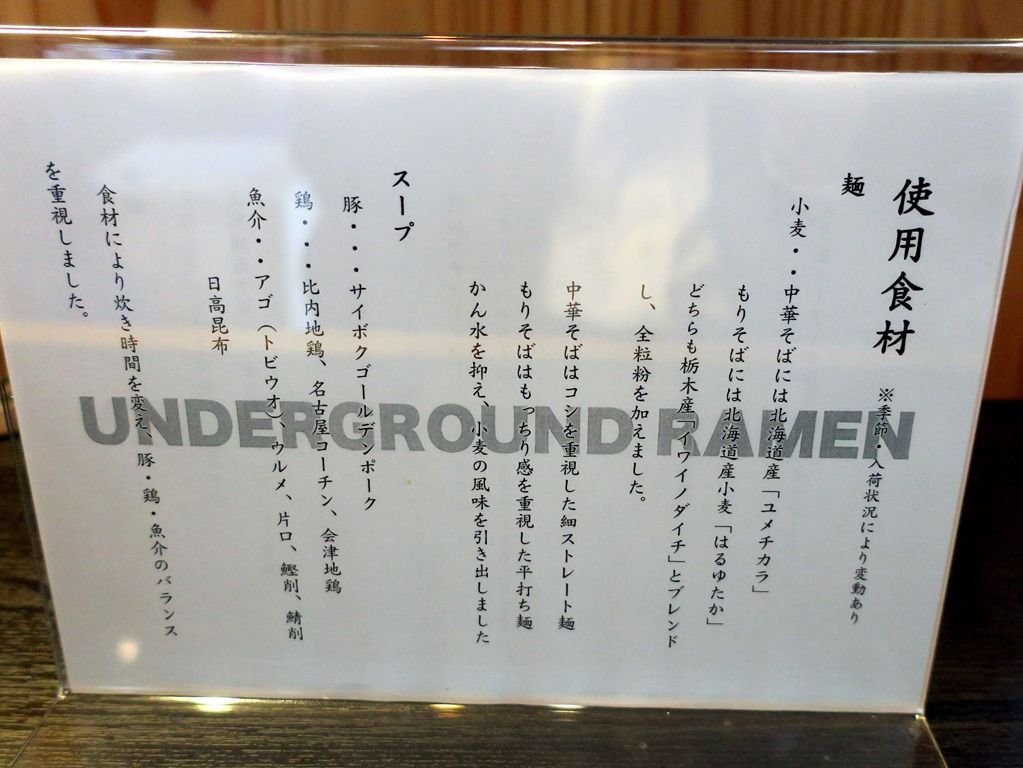 使用食材
※季節・入荷状況により変動あり
麺
小麦・・中華そばには北海道産「ユメチカラ」
もりそばには北海道産小麦「はるゆたか」
どちらも栃木産「イワイノダイチ」とブレンド
し、全粒粉を加えました。
中華そばはコシを重視した細ストレート麺
もりそばはもっちり感を重視した平打ち麺
かん水を抑え、小麦の風味を引き出しました
スープ
豚・・・サイボクゴールデンポーク
鶏・・・比内地鶏、名古屋コーチン、会津地鶏
魚介・・アゴ（トビウオ）、ウルメ、片口、鰹削、鯖削
日高昆布
食材により炊き時間を変え、豚・鶏・魚介のバランス
を重視しました。
UNDERGROUND RAMEN